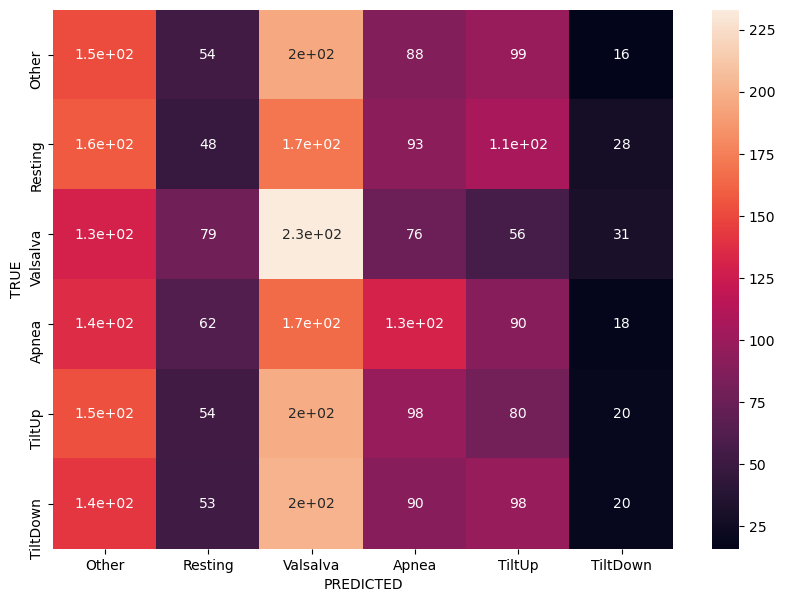 Other 1.5e+02 54 2e+02 88 99 16
Resting 1.6e+02 48 1.7e+02 93 1.1e+02 28
Valsalva 1.3e+02 79 2.3e+02 76 56 31
Apnea 1.4e+02 62 1.7e+02 1.3e+02 90 18
TiltUp 1.5e+02 54 2e+02 98 80 20
TiltDown 1.4e+02 53 2e+02 90 98 20
TRUE
Other Resting Valsalva Apnea TiltUp TiltDown
PREDICTED
225
200
175
150
125
100
75
50
25